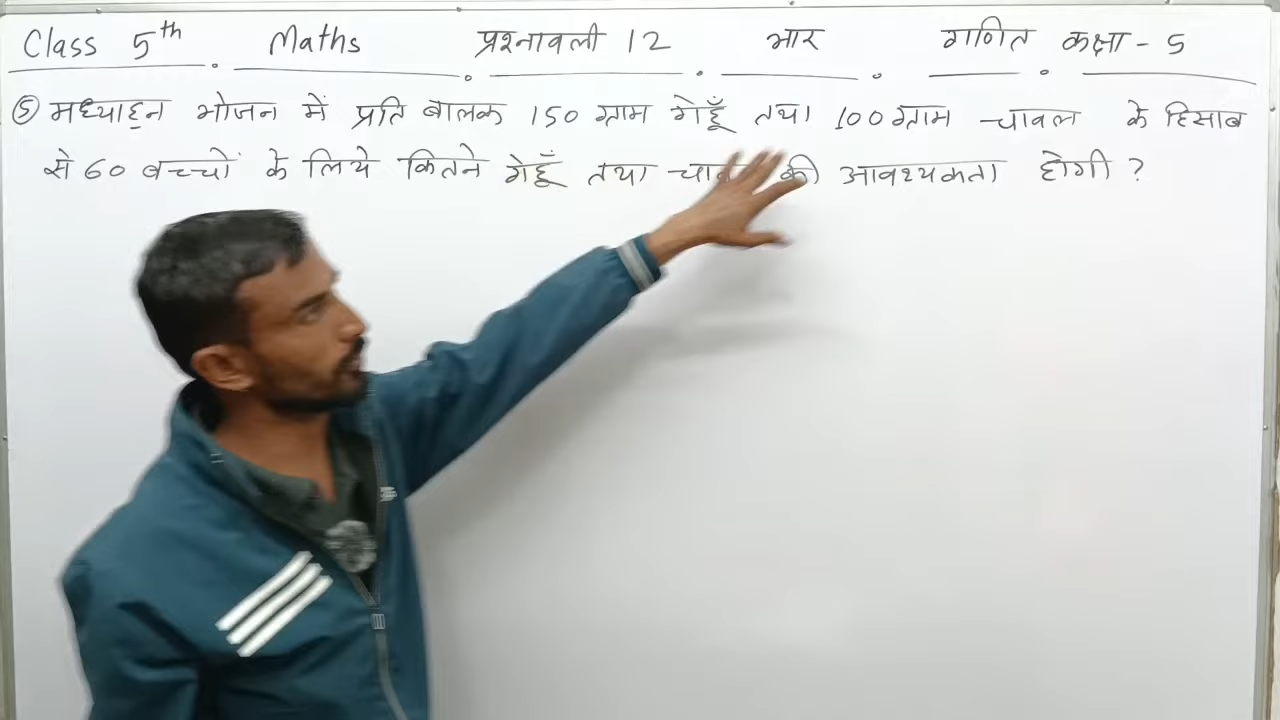 Class 5th Maths प्रश्नावली 12 भार गणित कक्षा - 5
⑤ मध्याह्न भोजन में प्रति बालक 150 ग्राम गेहूँ तथा 100 ग्राम चावल के हिसाब
से 60 बच्चों के लिये कितने गेहूँ तथा की आवश्यकता होगी ?